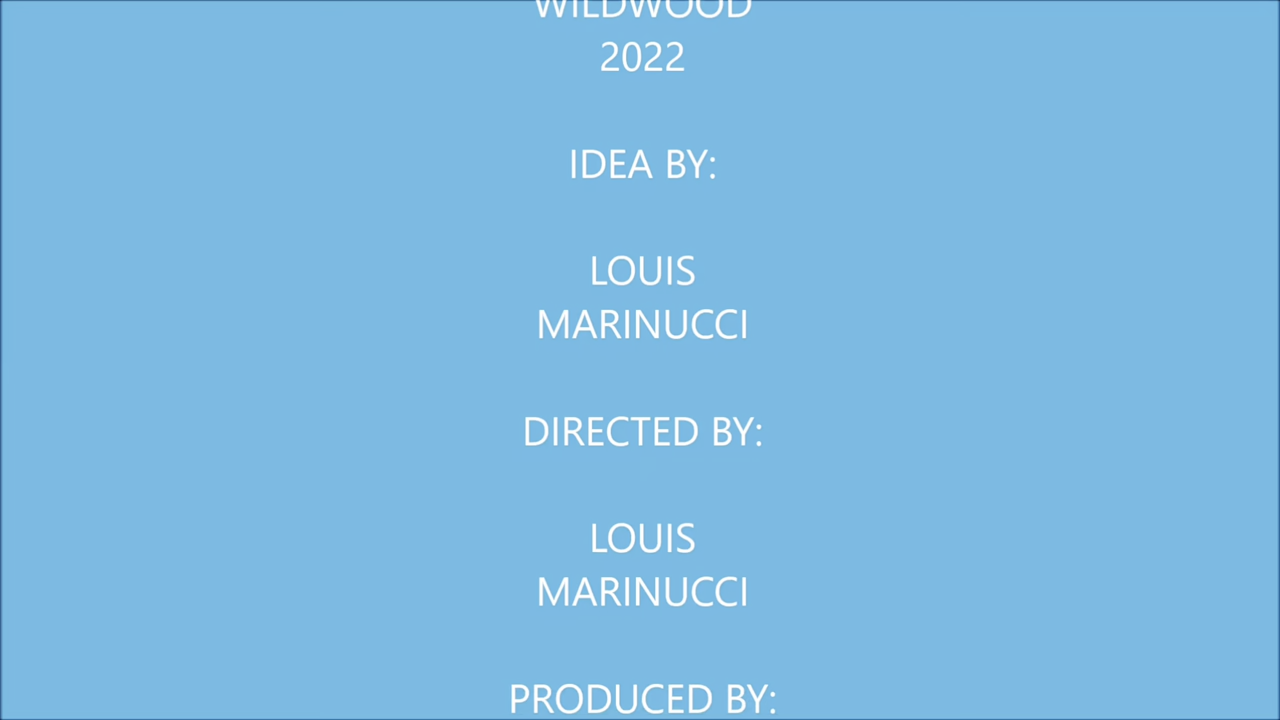 WILDWOOD
2022
IDEA BY:
LOUIS
MARINUCCI
DIRECTED BY:
LOUIS
MARINUCCI
PRODUCED BY: